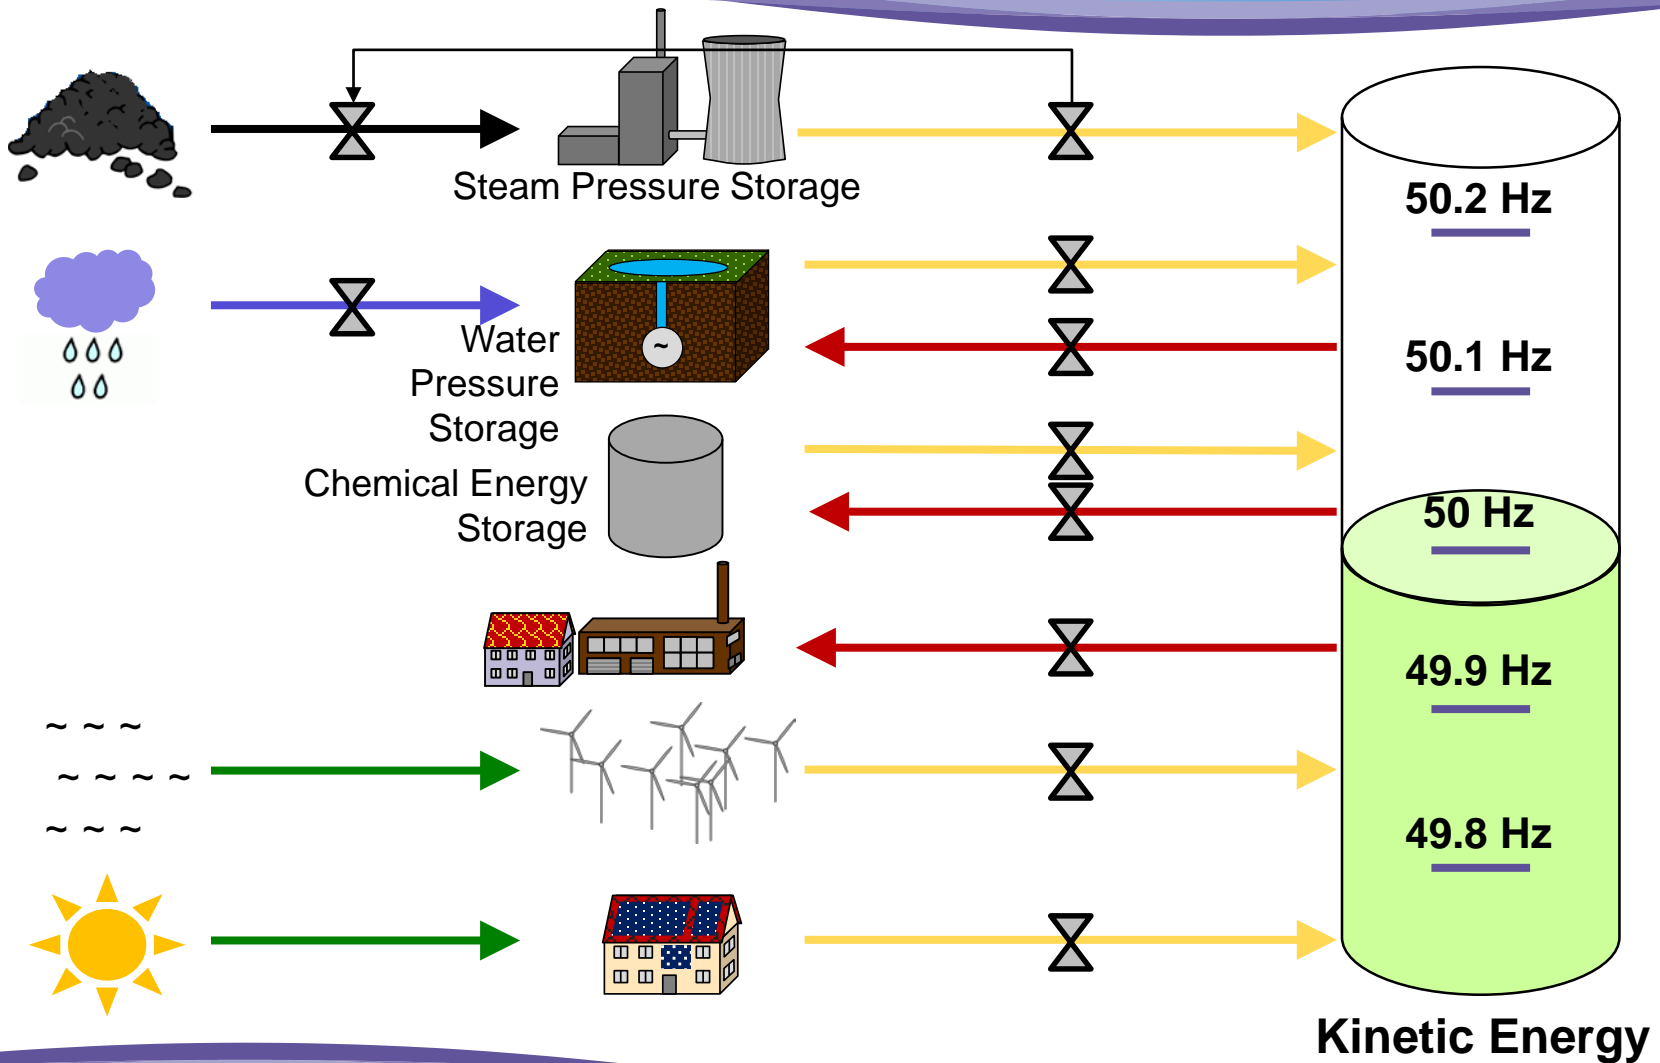 Steam Pressure Storage
50.2 Hz
Water
Pressure
Storage
~
50.1 Hz
Chemical Energy
Storage
50 Hz
49.9 Hz
~ ~ ~
~ ~ ~ ~
~ ~ ~
49.8 Hz
Kinetic Energy